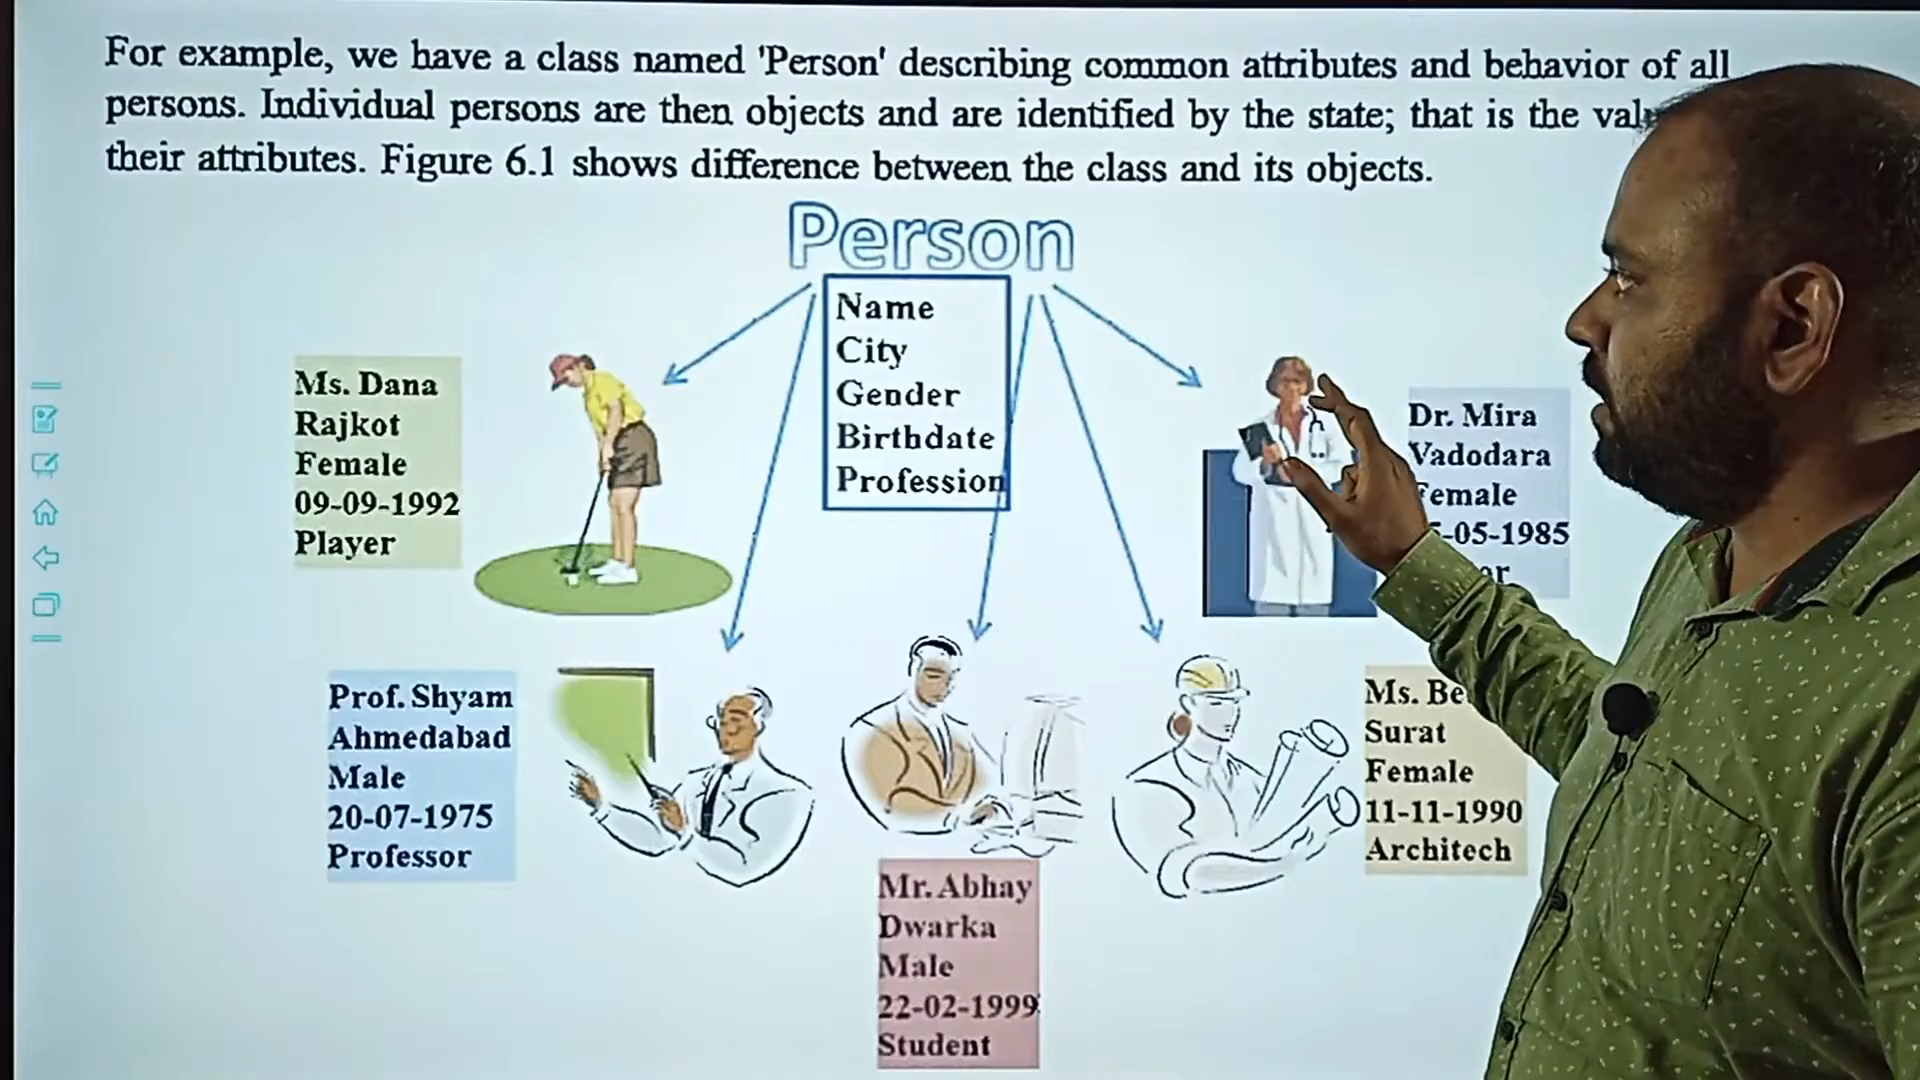 For example, we have a class named 'Person' describing common attributes and behavior of all
persons. Individual persons are then objects and are identified by the state; that is the
their attributes. Figure 6.1 shows difference between the class and its objects.
Person
Name
City
Gender
Birthdate
Profession
Ms. Dana
Rajkot
Female
09-09-1992
Player
Dr. Mira
Vadodara
Female
-05-1985
Prof. Shyam
Ahmedabad
Male
20-07-1975
Professor
Mr. Abhay
Dwarka
Male
22-02-1999
Student
Ms.
Surat
Female
11-11-1990
Architech